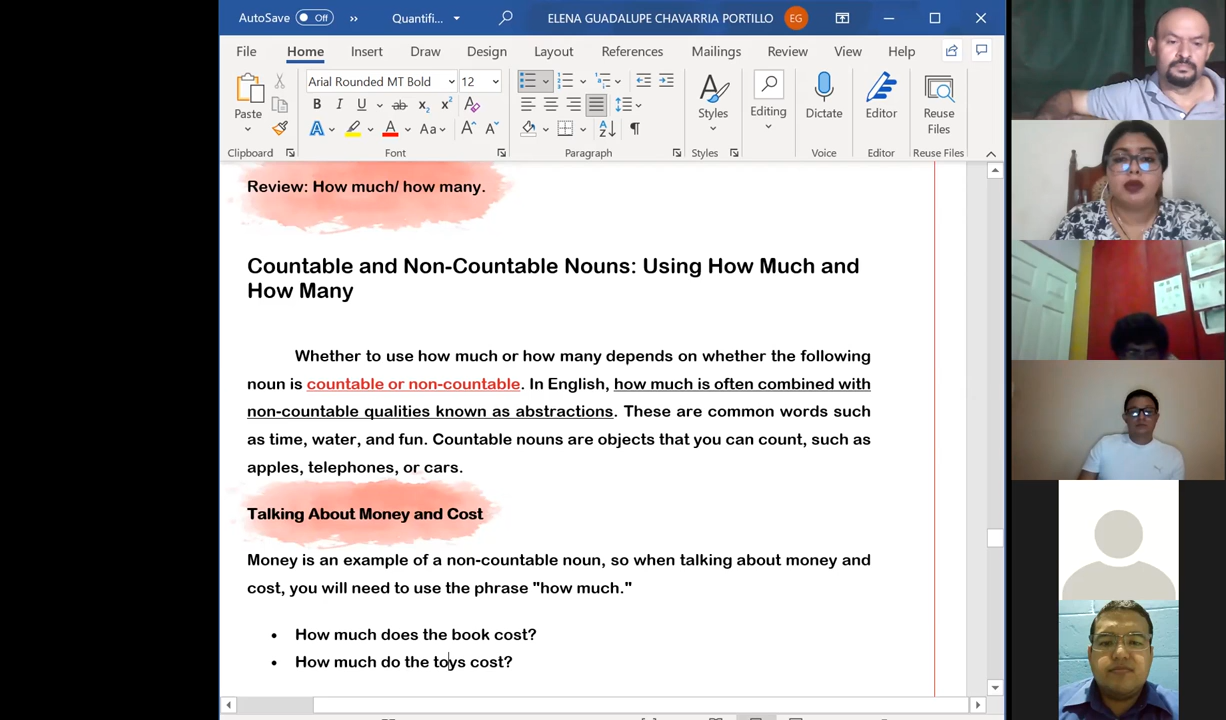 AutoSave Off Quantifi... ELENA GUADALUPE CHAVARRIA PORTILLO EG
File Home Insert Draw Design Layout References Mailings Review View Help
Arial Rounded MT Bold 12
Paste Styles Editing Dictate Editor Reuse Files
Clipboard Font Paragraph Styles Voice Editor Reuse Files
Review: How much/ how many.
Countable and Non-Countable Nouns: Using How Much and
How Many
Whether to use how much or how many depends on whether the following
noun is countable or non-countable. In English, how much is often combined with
non-countable qualities known as abstractions. These are common words such
as time, water, and fun. Countable nouns are objects that you can count, such as
apples, telephones, or cars.
Talking About Money and Cost
Money is an example of a non-countable noun, so when talking about money and
cost, you will need to use the phrase "how much."
• How much does the book cost?
• How much do the toys cost?